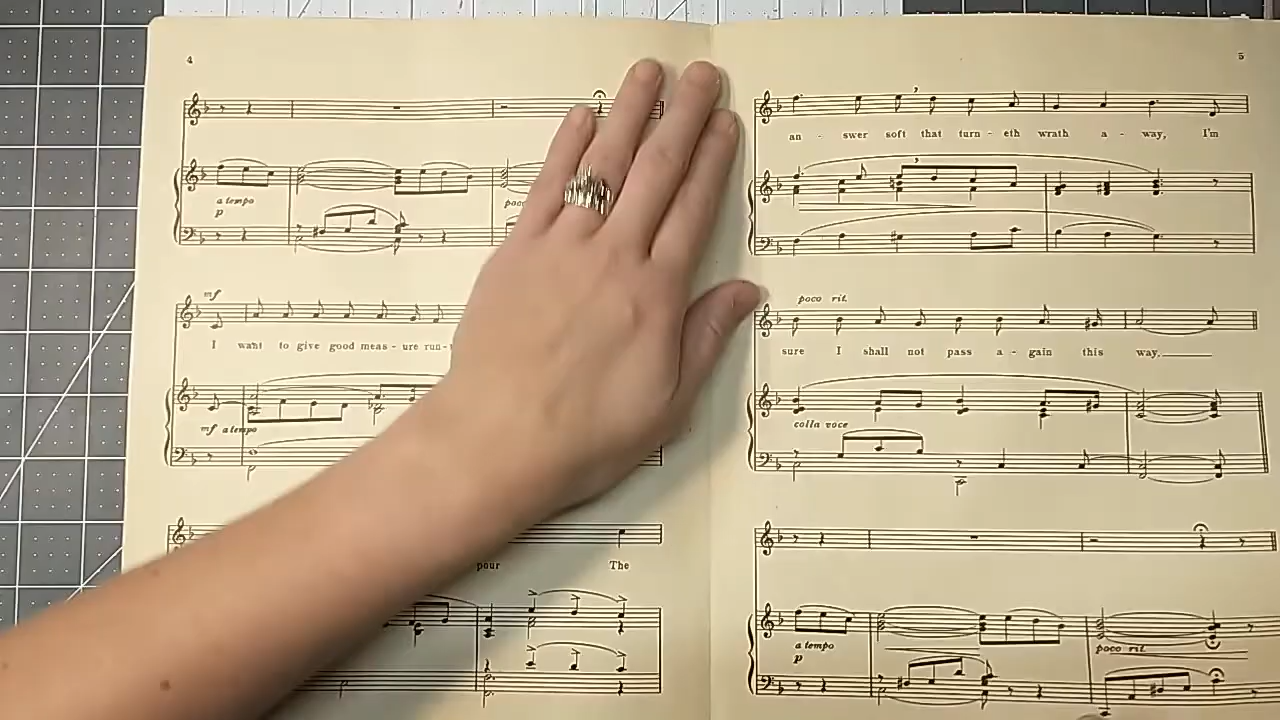 4
a tempo
p
mf
I want to give good meas - ure run-
mf a tempo
pour The
5
an - swer soft that turn - eth wrath a - way, I'm
poco rit.
sure I shall not pass a - gain this way.
colla voce
a tempo
p
poco rit.